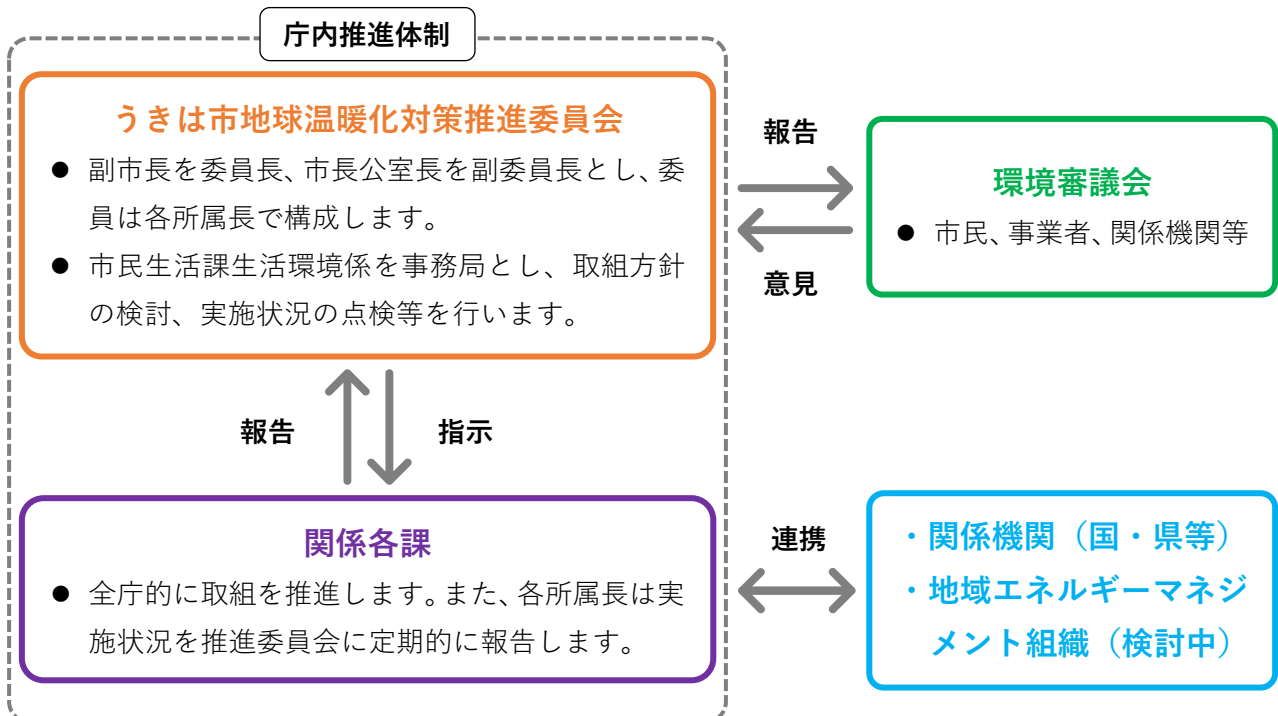 庁内推進体制
うきは市地球温暖化対策推進委員会
● 副市長を委員長、市長公室長を副委員長とし、委
員は各所属長で構成します。
● 市民生活課生活環境係を事務局とし、取組方針
の検討、実施状況の点検等を行います。
報告
意見
環境審議会
● 市民、事業者、関係機関等
報告
指示
関係各課
● 全庁的に取組を推進します。また、各所属長は実
施状況を推進委員会に定期的に報告します。
連携
・関係機関（国・県等）
・地域エネルギーマネジ
メント組織（検討中）